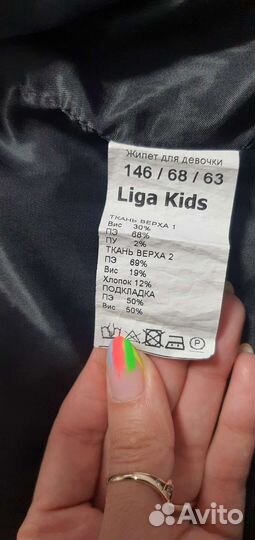 Жилет для девочки
146 / 68 / 63
Liga Kids
ТКАНЬ ВЕРХА 1
Вис 30%
ПЭ 68%
ПУ 2%
ТКАНЬ ВЕРХА 2
ПЭ 69%
Вис 19%
Хлопок 12%
ПОДКЛАДКА
ПЭ 50%
Вис 50%
P
Avito